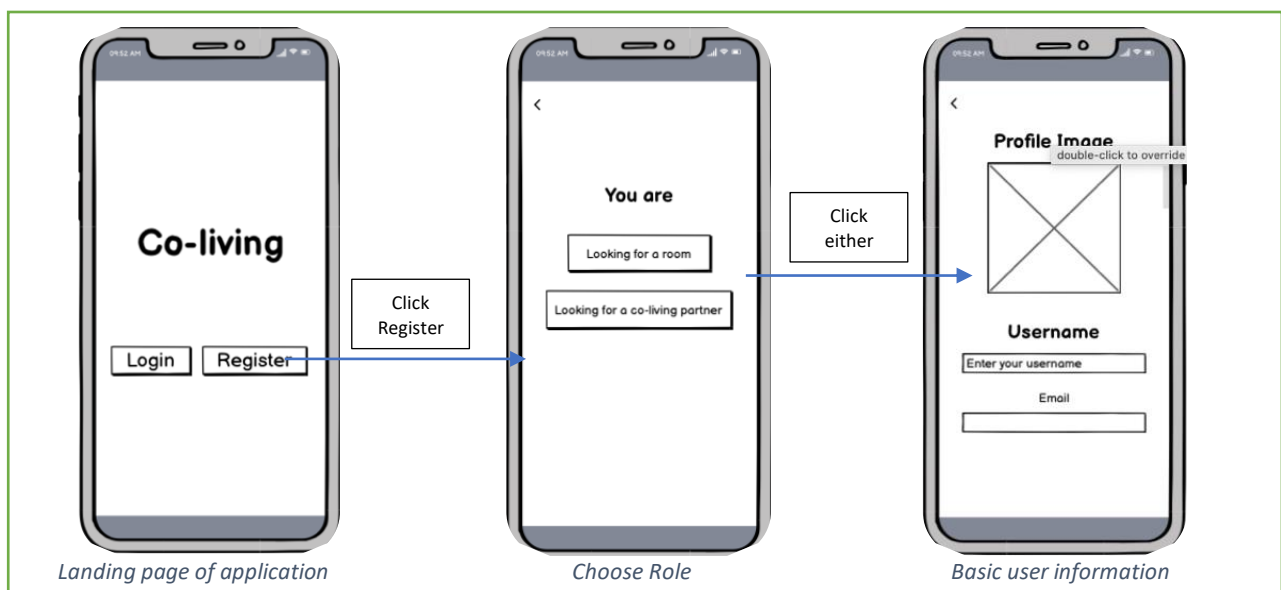 09:52 AM
Co-living
Login
Register
Landing page of application
Click
Register
09:52 AM
<
You are
Looking for a room
Looking for a co-living partner
Choose Role
Click
either
09:52 AM
<
Profile Image
double-click to override
Username
Enter your username
Email
Basic user information